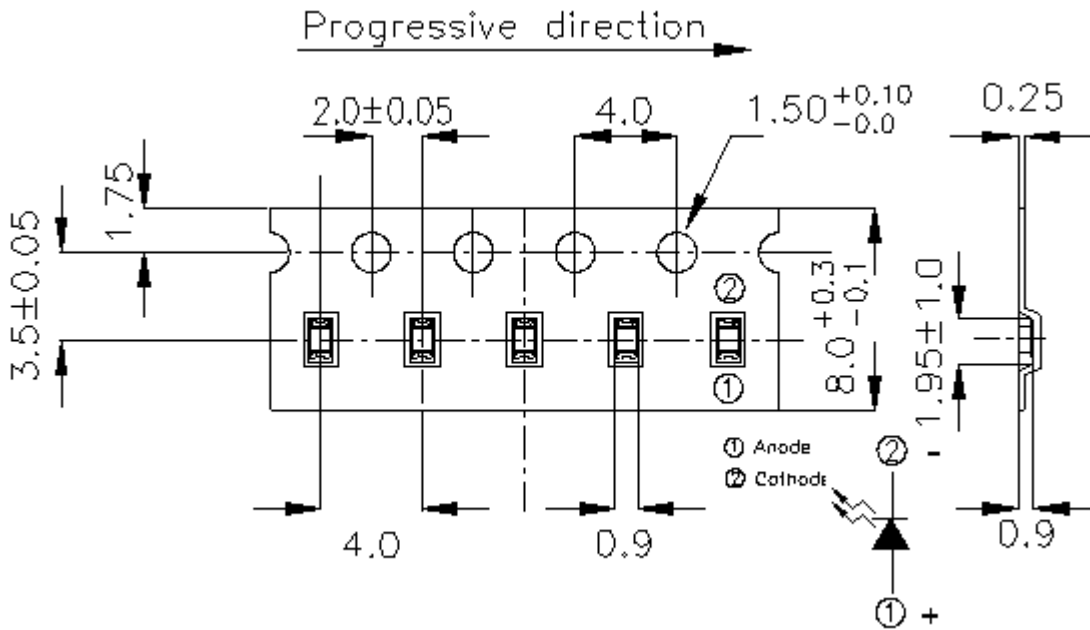 Progressive direction
2.0±0.05
4.0
1.50 +0.10 -0.0
0.25
1.75
3.5±0.05
②
①
8.0 +0.3 -0.1
1.95±1.0
① Anode
② Cathode
② -
4.0
0.9
0.9
① +